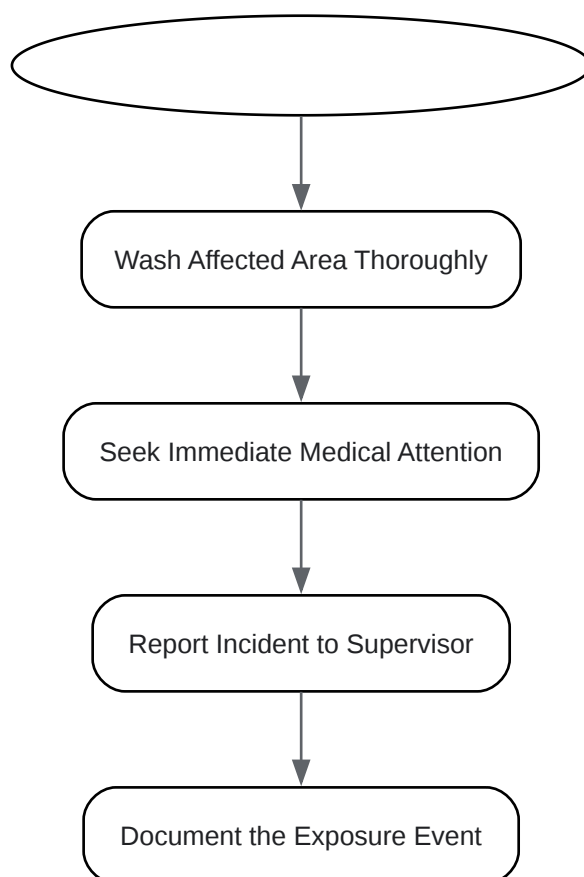 Wash Affected Area Thoroughly
Seek Immediate Medical Attention
Report Incident to Supervisor
Document the Exposure Event